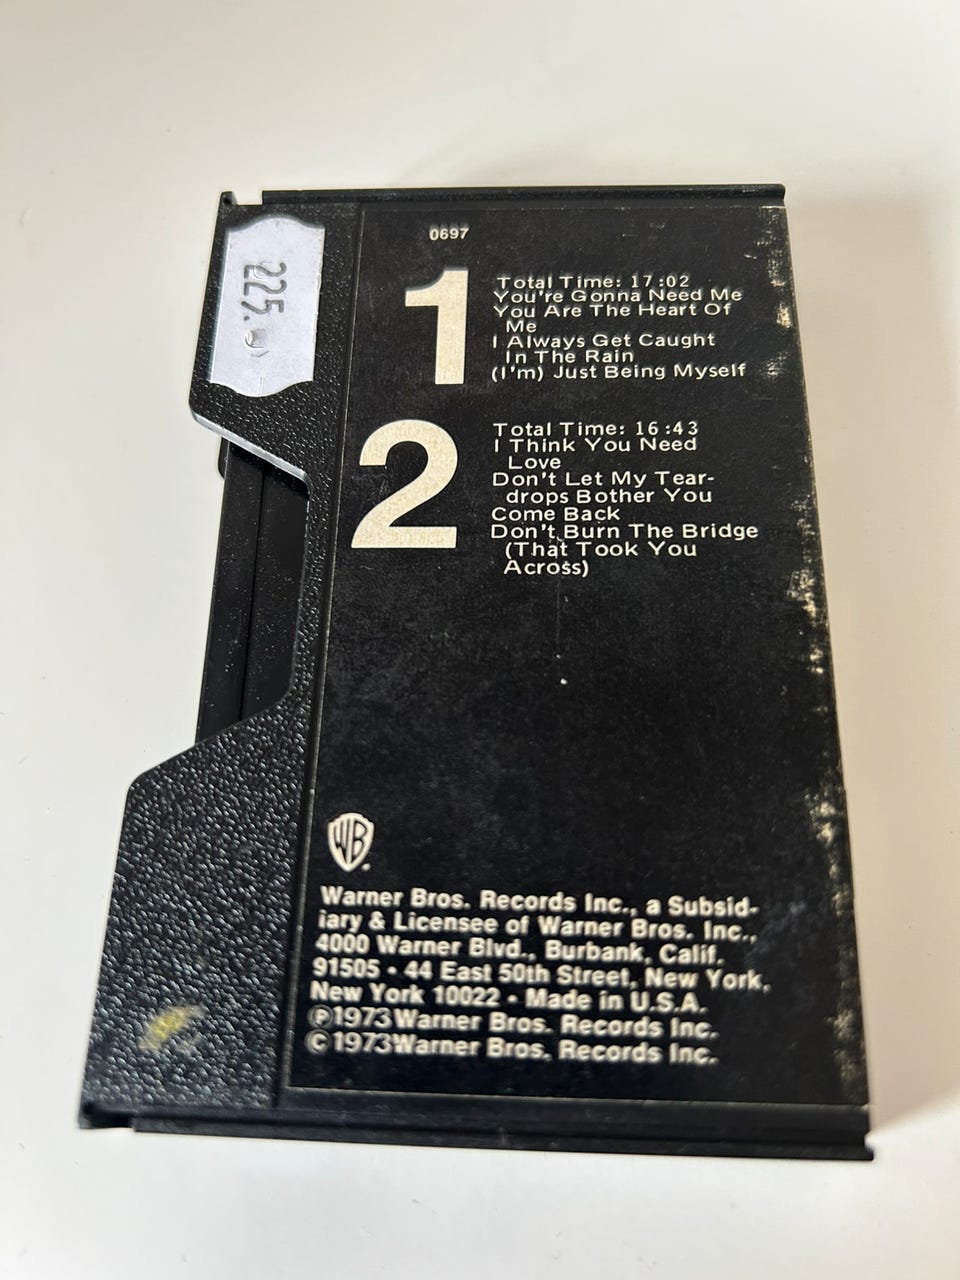 225.
0697
1
Total Time: 17:02
You're Gonna Need Me
You Are The Heart Of
Me
I Always Get Caught
In The Rain
(I'm) Just Being Myself
2
Total Time: 16:43
I Think You Need
Love
Don't Let My Tear-
drops Bother You
Come Back
Don't Burn The Bridge
(That Took You
Across)
WB
Warner Bros. Records Inc., a Subsid-
iary & Licensee of Warner Bros. Inc.,
4000 Warner Blvd., Burbank, Calif.
91505 • 44 East 50th Street, New York,
New York 10022 • Made in U.S.A.
℗1973 Warner Bros. Records Inc.
©1973 Warner Bros. Records Inc.